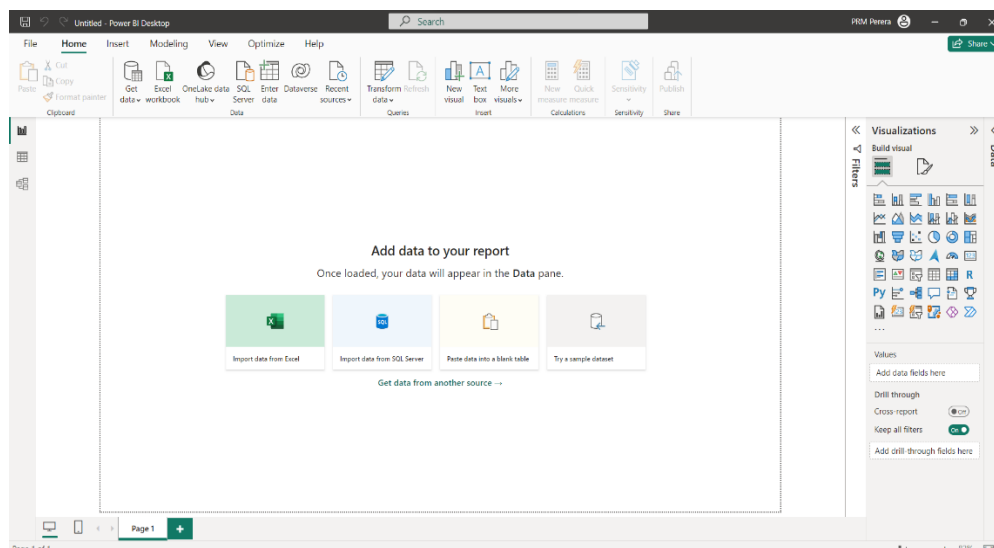 Untitled - Power BI Desktop
Search
PRM Perera
File Home Insert Modeling View Optimize Help
Share
Paste
Cut
Copy
Format painter
Get data
Excel workbook
OneLake data hub
SQL Server
Enter data
Dataverse
Recent sources
Transform data
Refresh
New visual
Text box
More visuals
New measure
Quick measure
Sensitivity
Publish
Clipboard
Data
Queries
Insert
Calculations
Sensitivity
Share
Add data to your report
Once loaded, your data will appear in the Data pane.
Import data from Excel
SQL
Import data from SQL Server
Paste data into a blank table
Try a sample dataset
Get data from another source →
Filters
Visualizations
Build visual
R
Py
...
Values
Add data fields here
Drill through
Cross-report
Off
Keep all filters
On
Add drill-through fields here
Data
Page 1